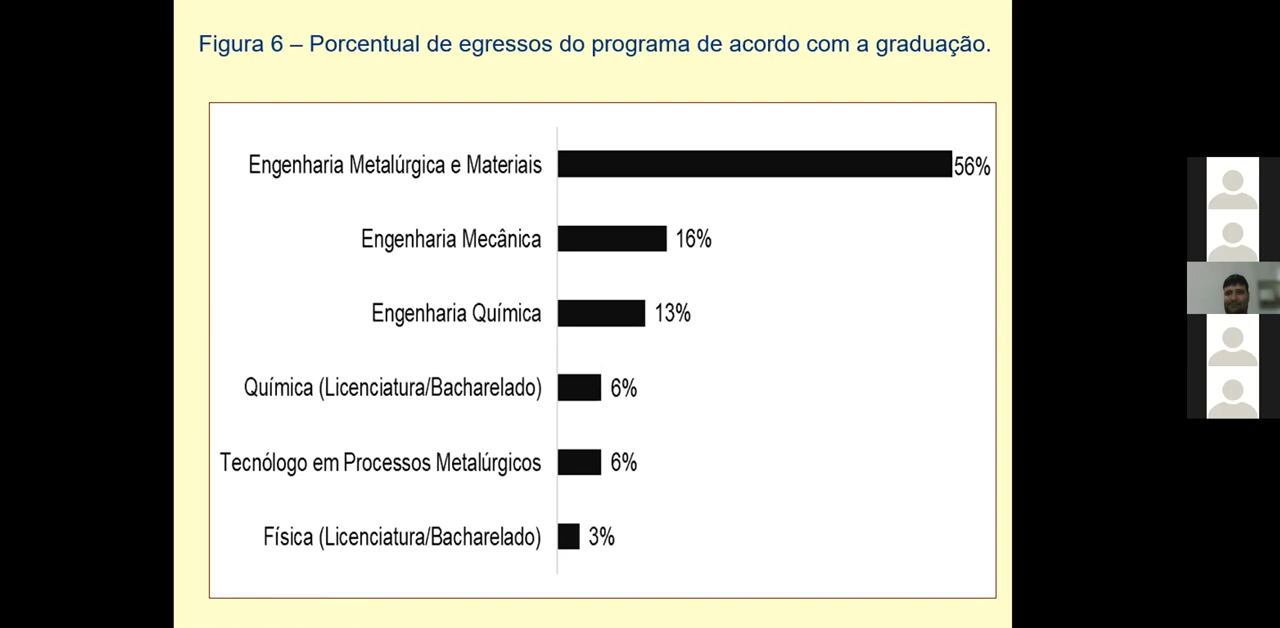 Figura 6 – Porcentual de egressos do programa de acordo com a graduação.
Engenharia Metalúrgica e Materiais 56%
Engenharia Mecânica 16%
Engenharia Química 13%
Química (Licenciatura/Bacharelado) 6%
Tecnólogo em Processos Metalúrgicos 6%
Física (Licenciatura/Bacharelado) 3%